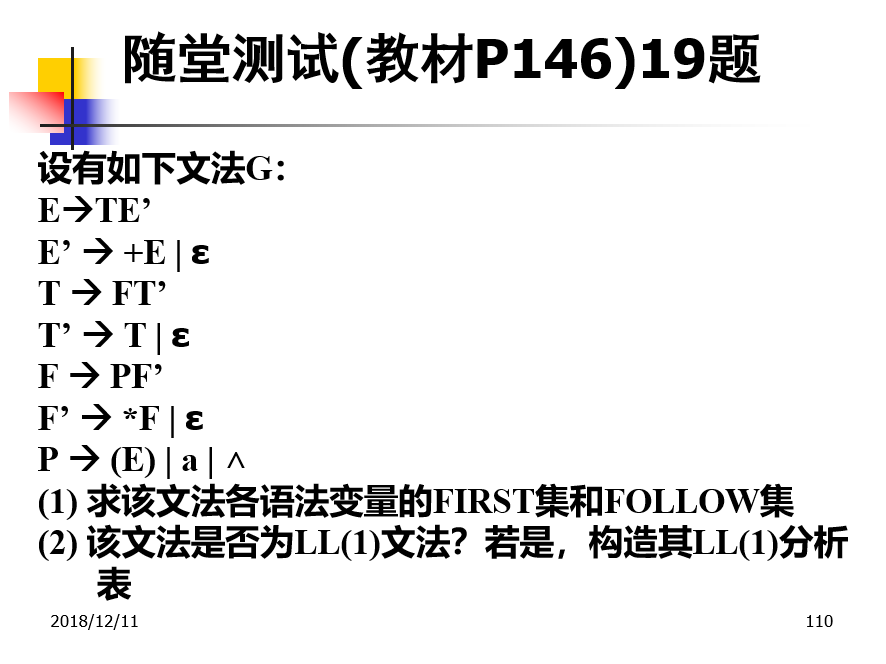 随堂测试(教材P146)19题
设有如下文法G：
E→TE’
E’ → +E | ε
T → FT’
T’ → T | ε
F → PF’
F’ → *F | ε
P → (E) | a | ∧
(1) 求该文法各语法变量的FIRST集和FOLLOW集
(2) 该文法是否为LL(1)文法？若是，构造其LL(1)分析
表
2018/12/11
110